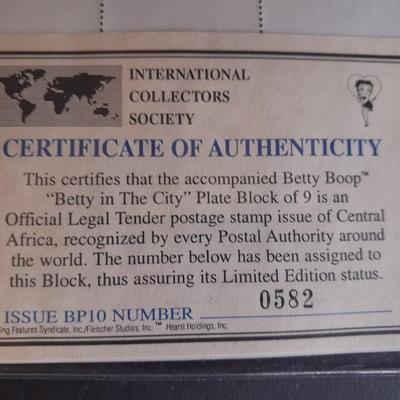 INTERNATIONAL
COLLECTORS
SOCIETY
CERTIFICATE OF AUTHENTICITY
This certifies that the accompanied Betty Boop™
"Betty in The City" Plate Block of 9 is an
Official Legal Tender postage stamp issue of Central
Africa, recognized by every Postal Authority around
the world. The number below has been assigned to
this Block, thus assuring its Limited Edition status.
ISSUE BP10 NUMBER 0582
Features Syndicate, Inc./Fleischer Studios, Inc. ™ Hearst Holdings, Inc.